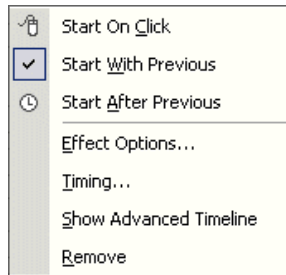 Start On Click
Start With Previous
Start After Previous
Effect Options...
Timing...
Show Advanced Timeline
Remove